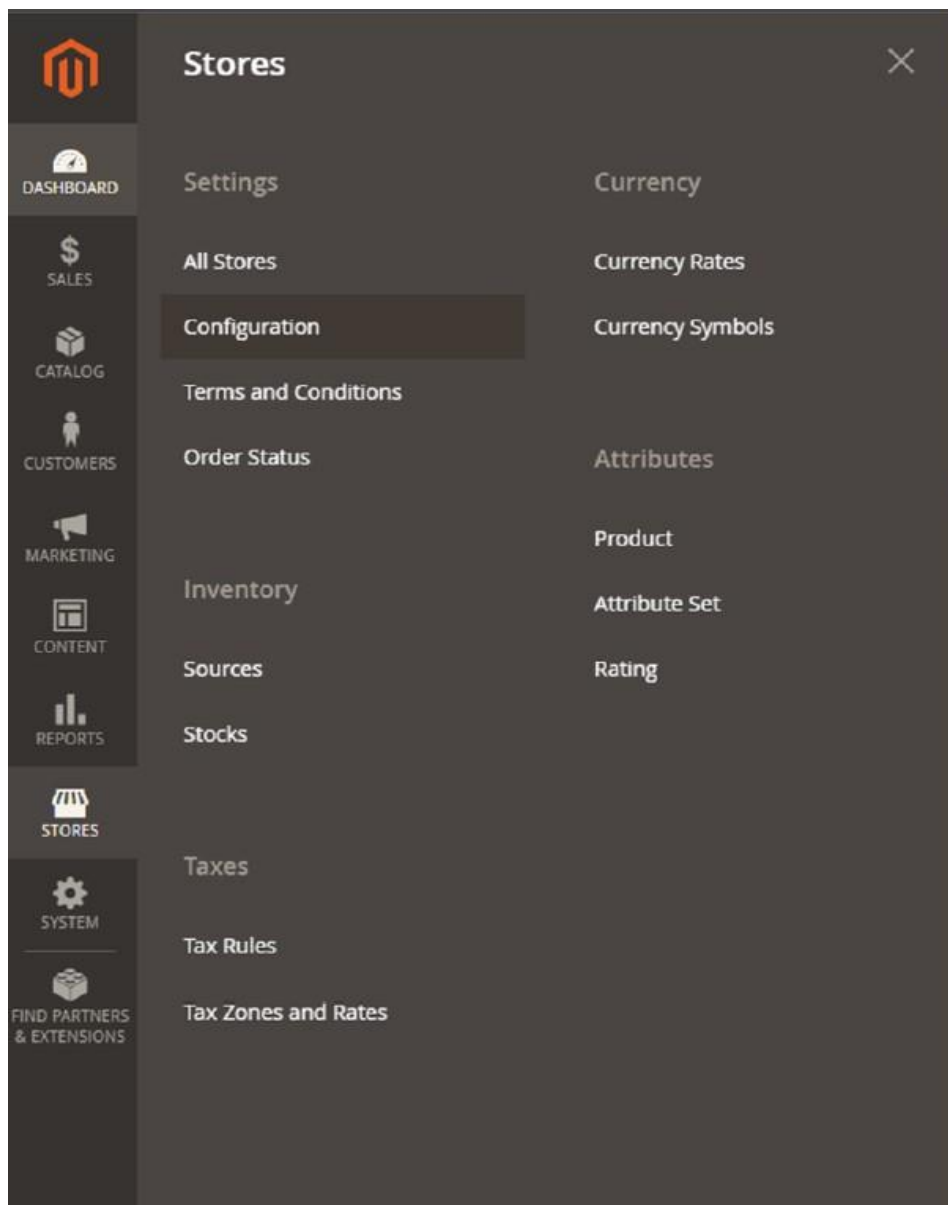 Stores
DASHBOARD
SALES
CATALOG
CUSTOMERS
MARKETING
CONTENT
REPORTS
STORES
SYSTEM
FIND PARTNERS
& EXTENSIONS
Settings
All Stores
Configuration
Terms and Conditions
Order Status
Inventory
Sources
Stocks
Taxes
Tax Rules
Tax Zones and Rates
Currency
Currency Rates
Currency Symbols
Attributes
Product
Attribute Set
Rating